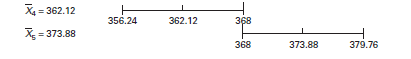 X̅₄ = 362.12
356.24 362.12 368
X̅₅ = 373.88
368 373.88 379.76